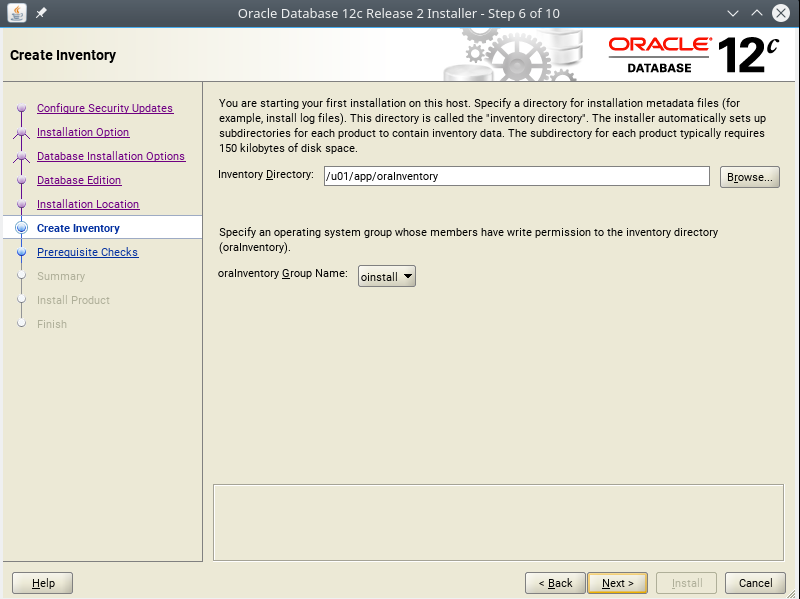 Oracle Database 12c Release 2 Installer - Step 6 of 10
Create Inventory
ORACLE®
DATABASE
12c
Configure Security Updates
Installation Option
Database Installation Options
Database Edition
Installation Location
Create Inventory
Prerequisite Checks
Summary
Install Product
Finish
You are starting your first installation on this host. Specify a directory for installation metadata files (for
example, install log files). This directory is called the "inventory directory". The installer automatically sets up
subdirectories for each product to contain inventory data. The subdirectory for each product typically requires
150 kilobytes of disk space.
Inventory Directory: /u01/app/oraInventory Browse...
Specify an operating system group whose members have write permission to the inventory directory
(oraInventory).
oraInventory Group Name: oinstall
Help < Back Next > Install Cancel